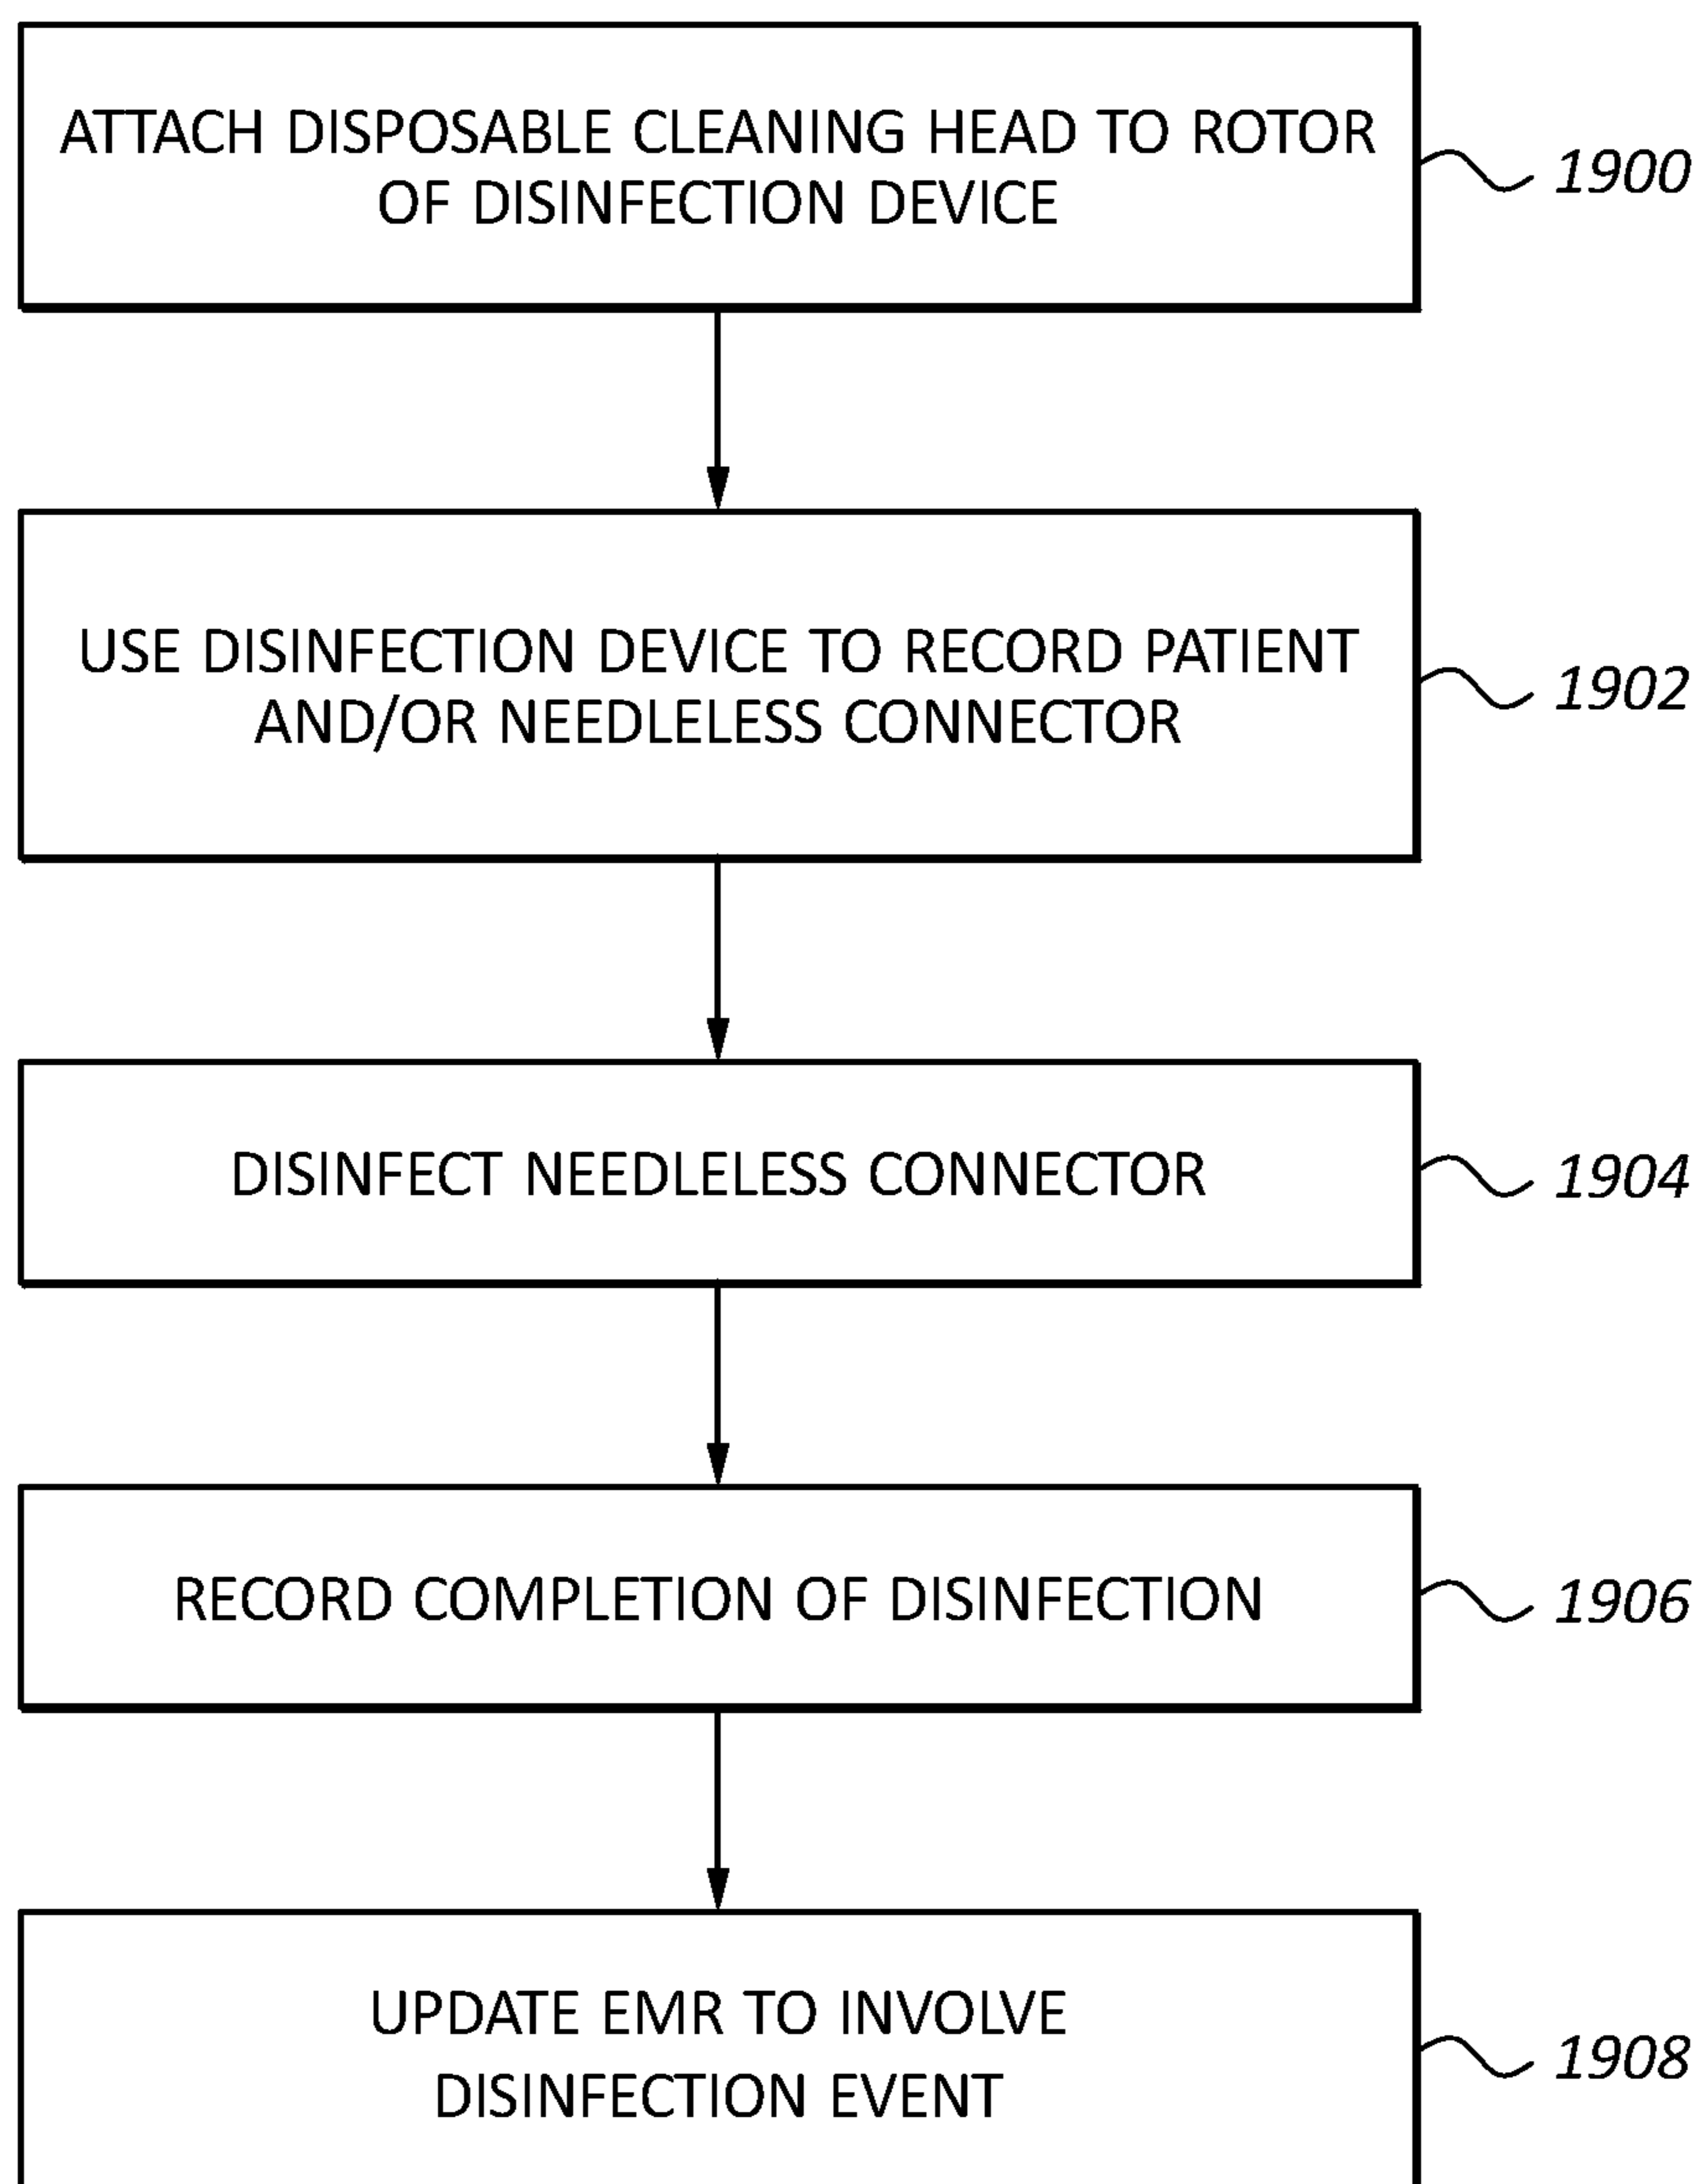 ATTACH DISPOSABLE CLEANING HEAD TO ROTOR
OF DISINFECTION DEVICE
1900
USE DISINFECTION DEVICE TO RECORD PATIENT
AND/OR NEEDLELESS CONNECTOR
1902
DISINFECT NEEDLELESS CONNECTOR
1904
RECORD COMPLETION OF DISINFECTION
1906
UPDATE EMR TO INVOLVE
DISINFECTION EVENT
1908